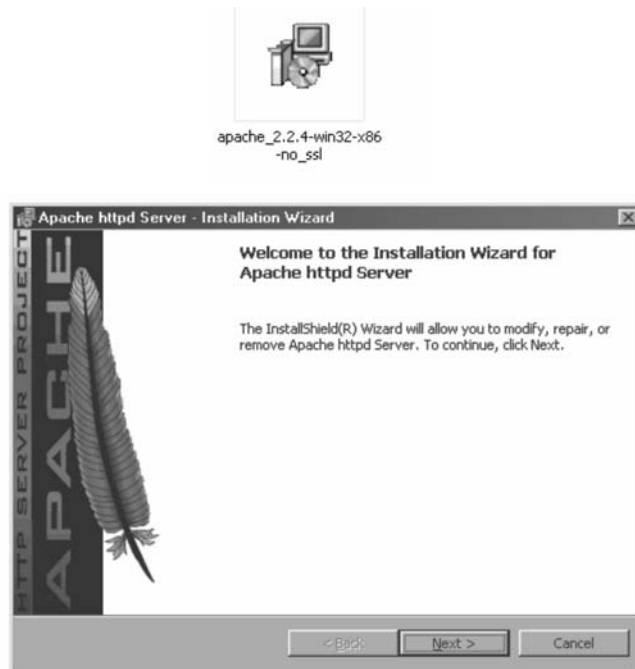 apache_2.2.4-win32-x86
-no_ssl
Apache httpd Server - Installation Wizard
HTTP SERVER PROJECT
APACHE
Welcome to the Installation Wizard for
Apache httpd Server
The InstallShield(R) Wizard will allow you to modify, repair, or
remove Apache httpd Server. To continue, click Next.
< Back
Next >
Cancel